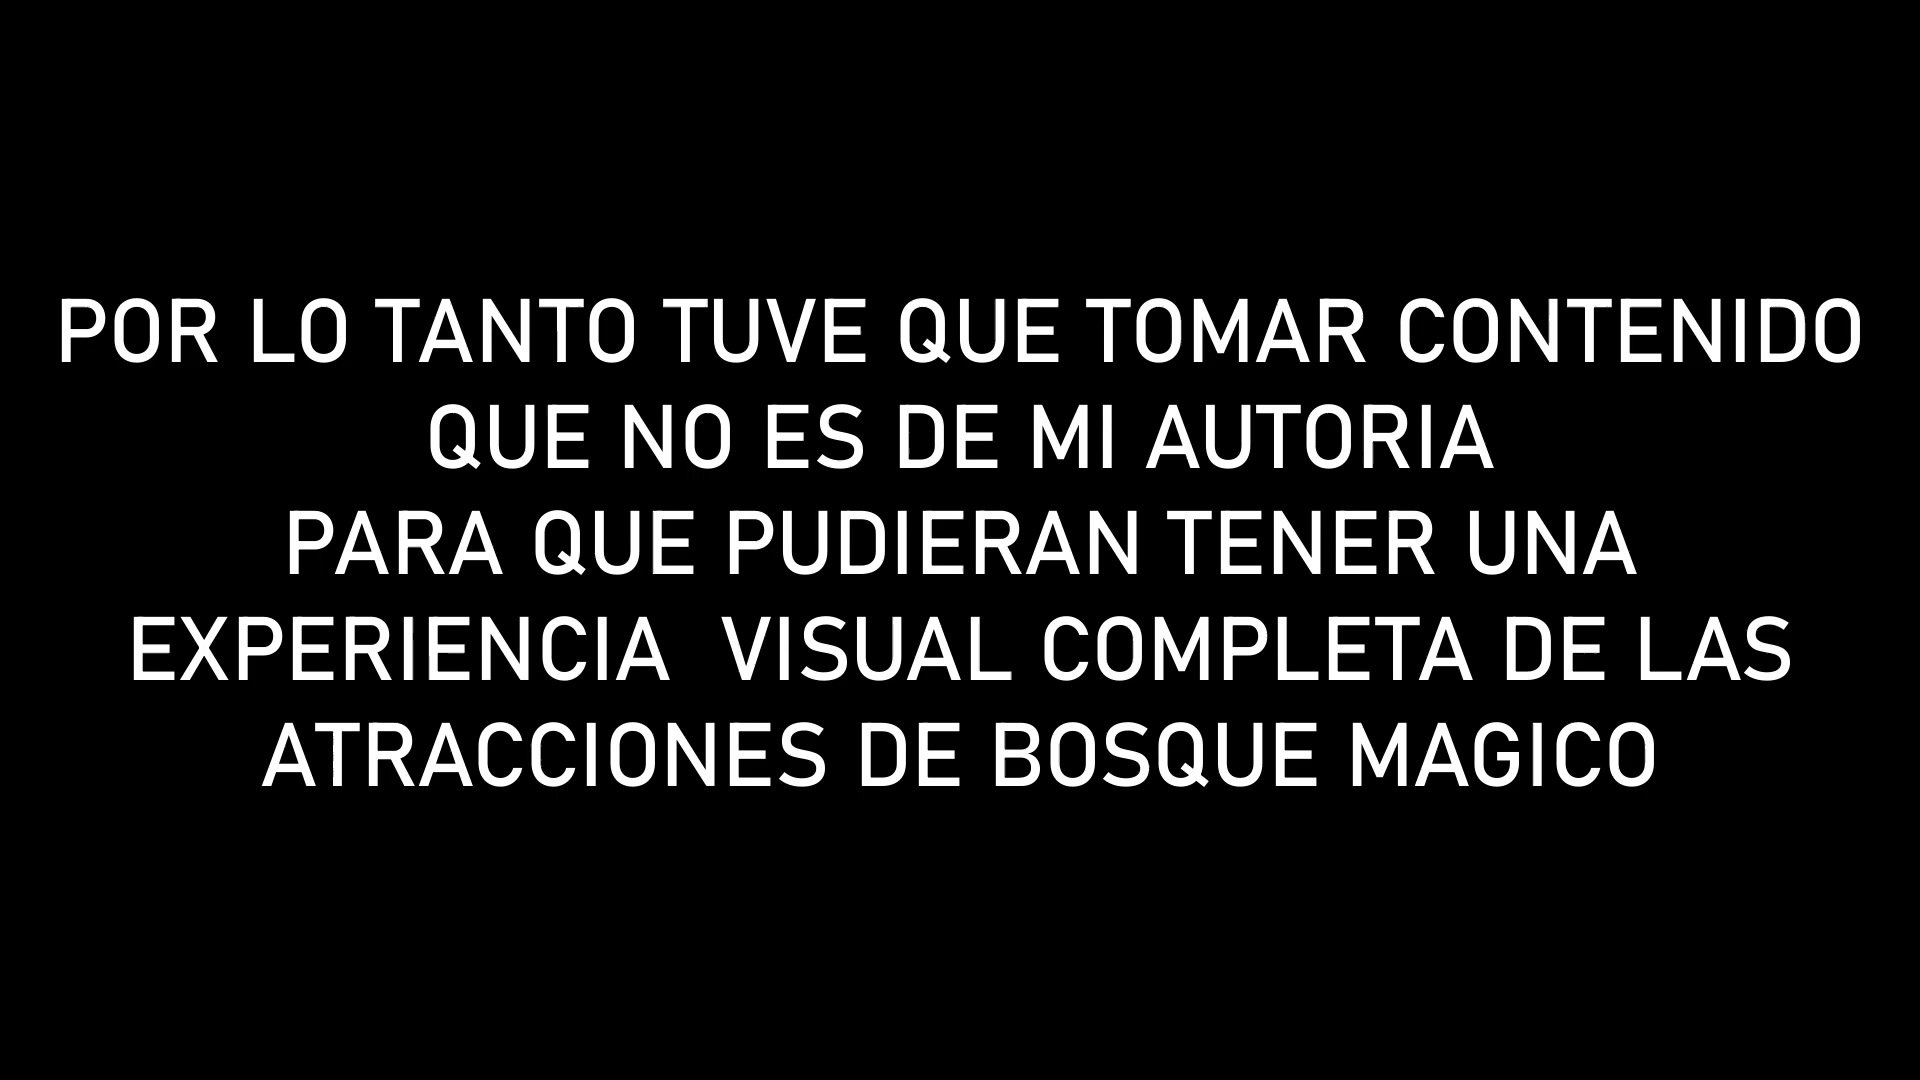 POR LO TANTO TUVE QUE TOMAR CONTENIDO
QUE NO ES DE MI AUTORIA
PARA QUE PUDIERAN TENER UNA
EXPERIENCIA  VISUAL COMPLETA DE LAS
ATRACCIONES DE BOSQUE MAGICO